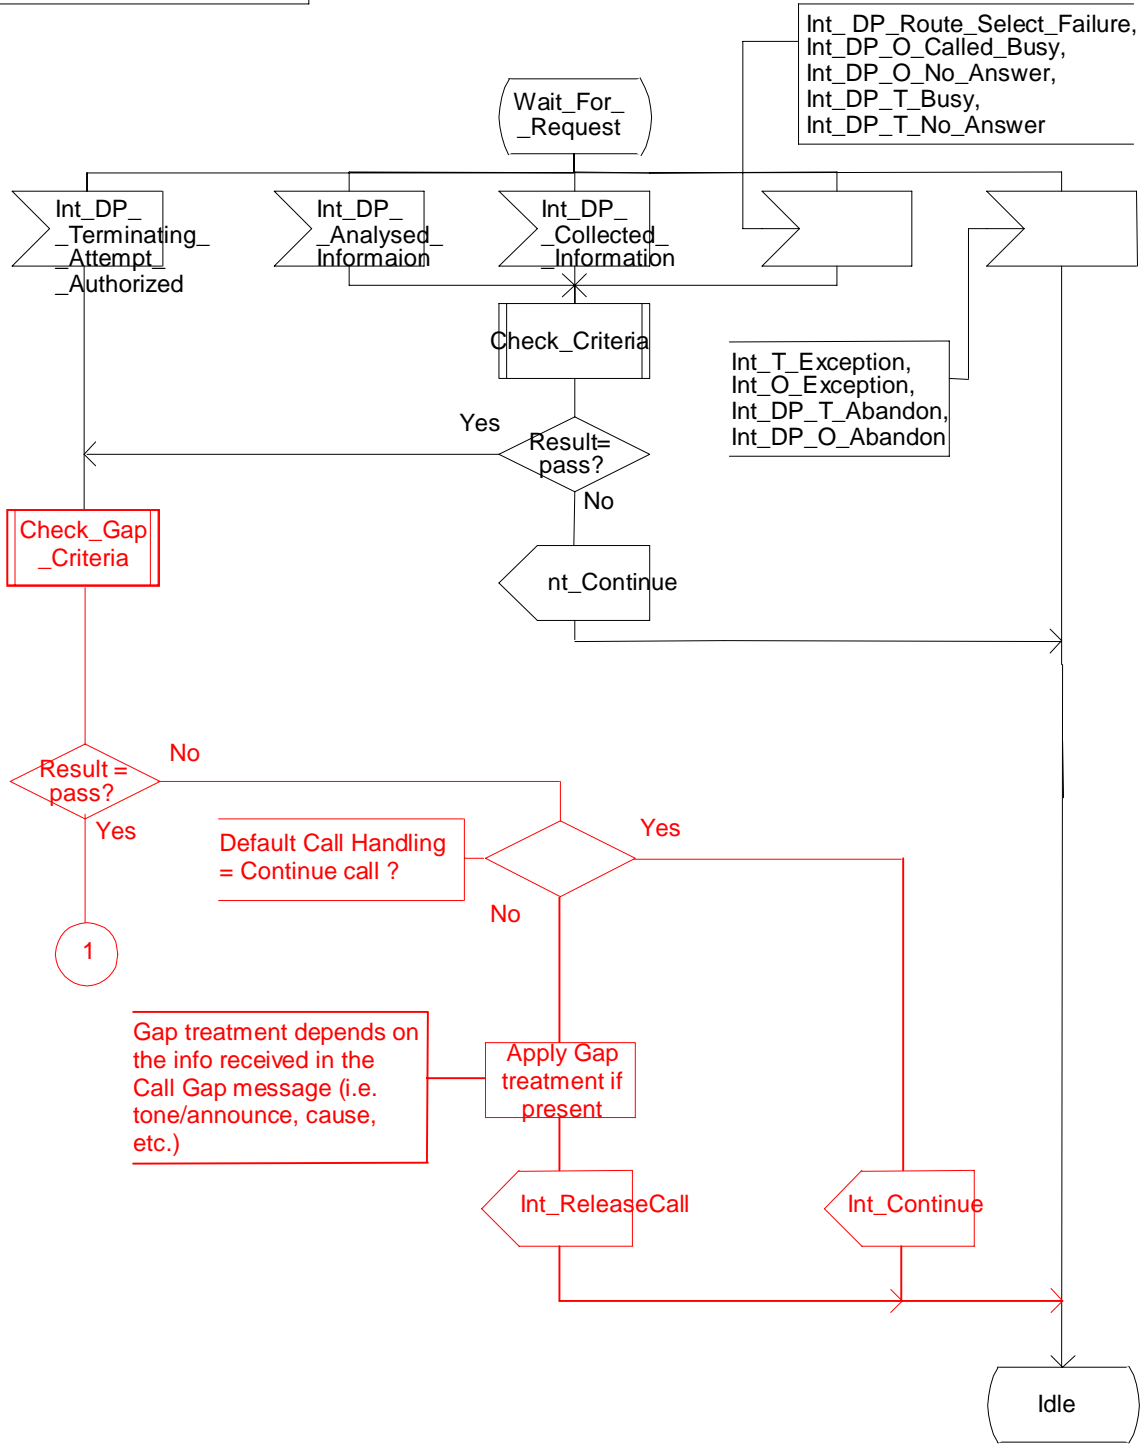 Int_ DP_Route_Select_Failure,
Int_DP_O_Called_Busy,
Int_DP_O_No_Answer,
Int_DP_T_Busy,
Int_DP_T_No_Answer
Wait_For_
_Request
Int_DP_
_Terminating_
_Attempt_
_Authorized
Int_DP_
_Analysed_
Informaion
Int_DP_
_Collected_
_Information
Check_Criteria
Int_T_Exception,
Int_O_Exception,
Int_DP_T_Abandon,
Int_DP_O_Abandon
Yes
Result=
pass?
No
Check_Gap
_Criteria
nt_Continue
No
Result =
pass?
Yes
Default Call Handling
= Continue call ?
Yes
No
1
Gap treatment depends on
the info received in the
Call Gap message (i.e.
tone/announce, cause,
etc.)
Apply Gap
treatment if
present
Int_ReleaseCall
Int_Continue
Idle